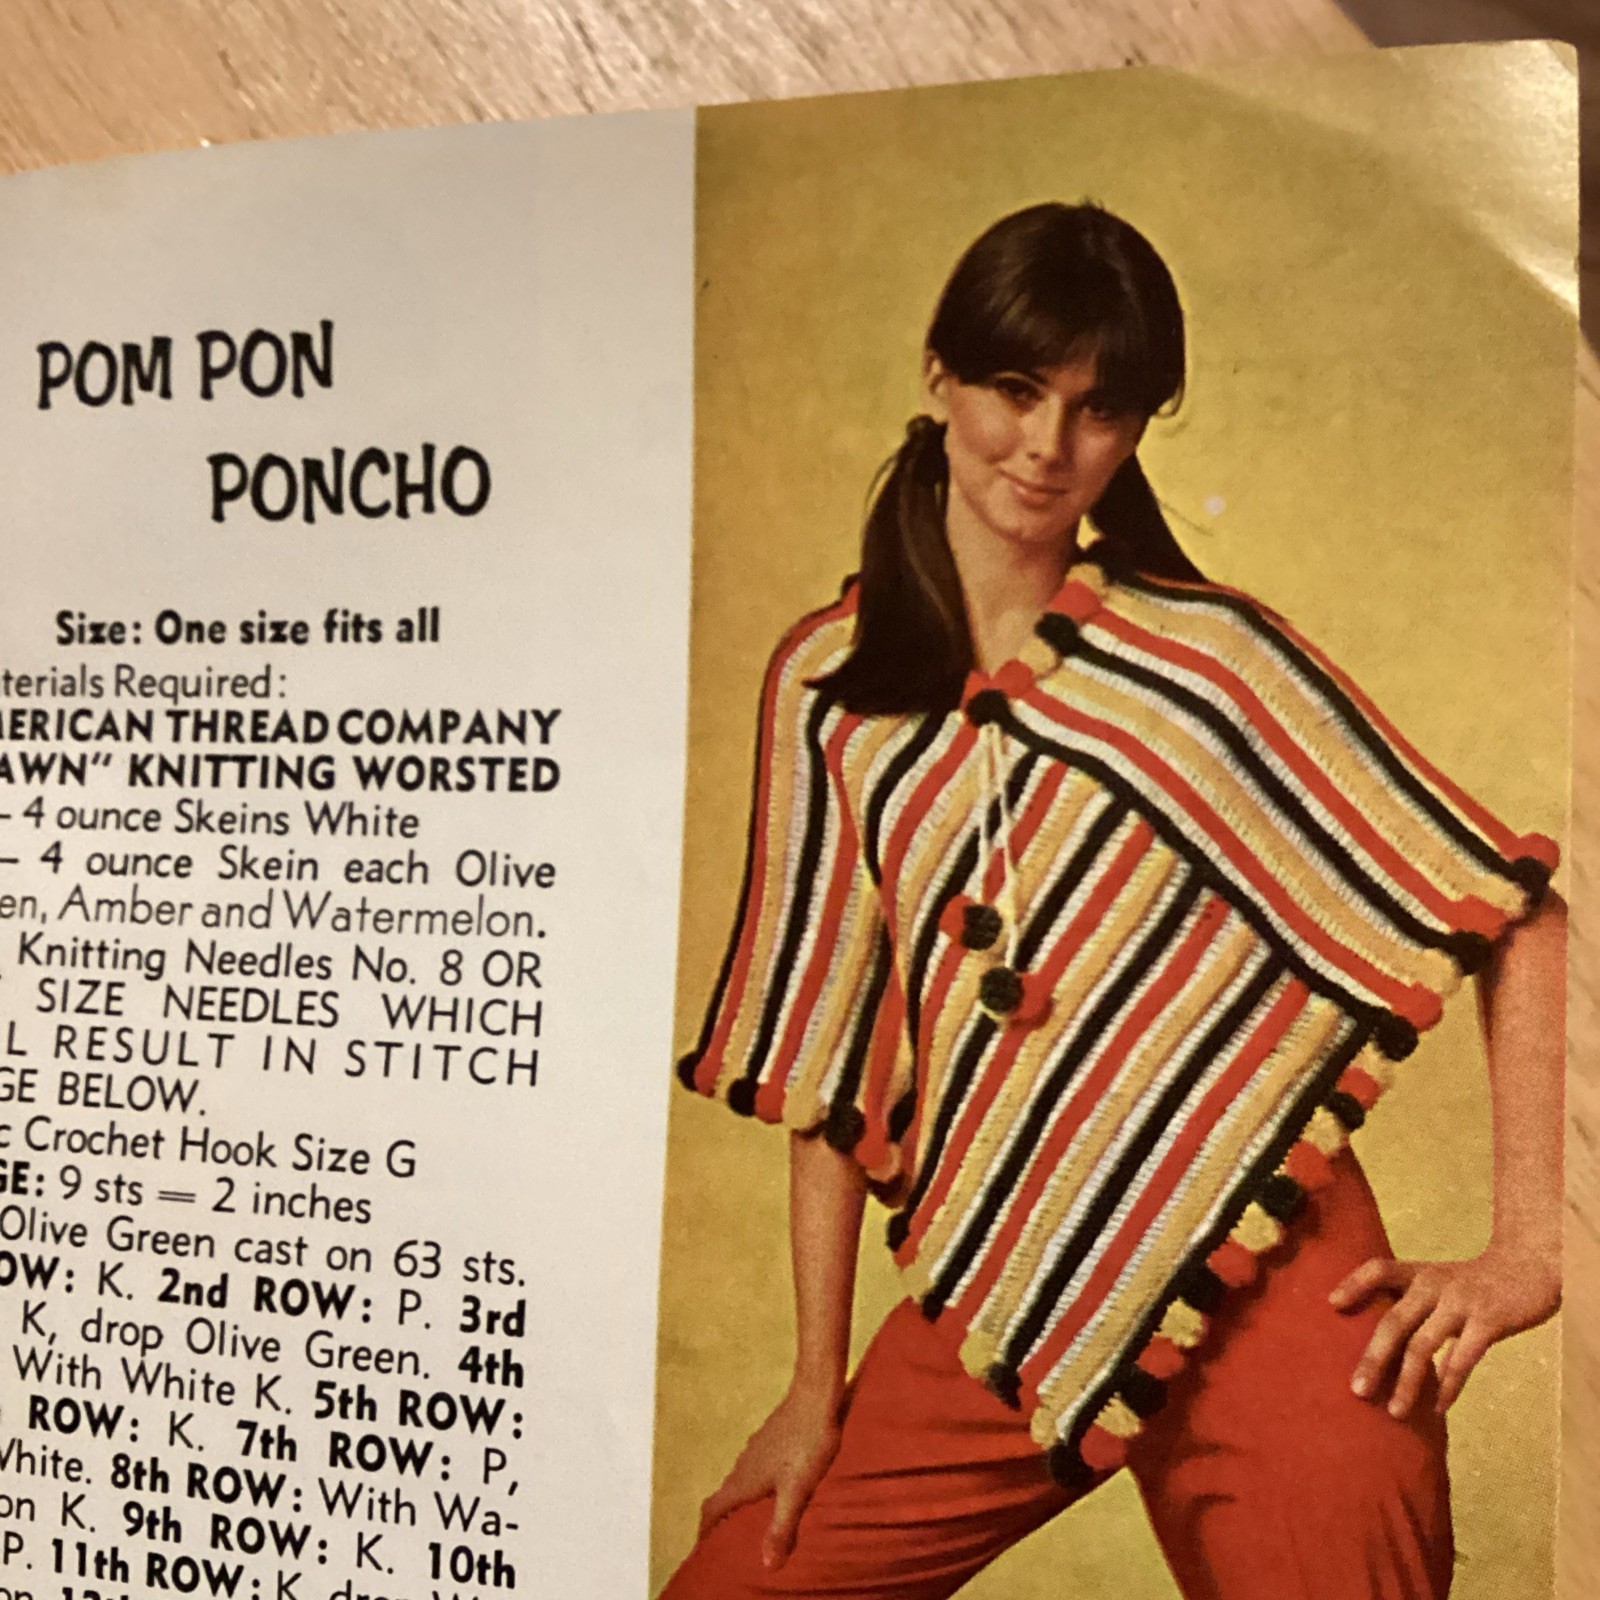 POM PON
PONCHO
Size: One size fits all
terials Required:
MERICAN THREAD COMPANY
AWN" KNITTING WORSTED
– 4 ounce Skeins White
– 4 ounce Skein each Olive
en, Amber and Watermelon.
Knitting Needles No. 8 OR
SIZE NEEDLES WHICH
L RESULT IN STITCH
GE BELOW.
c Crochet Hook Size G
GE: 9 sts = 2 inches
Olive Green cast on 63 sts.
OW: K. 2nd ROW: P. 3rd
K, drop Olive Green. 4th
With White K. 5th ROW:
ROW: K. 7th ROW: P,
White. 8th ROW: With Wa-
on K. 9th ROW: K. 10th
P. 11th ROW: K, drop